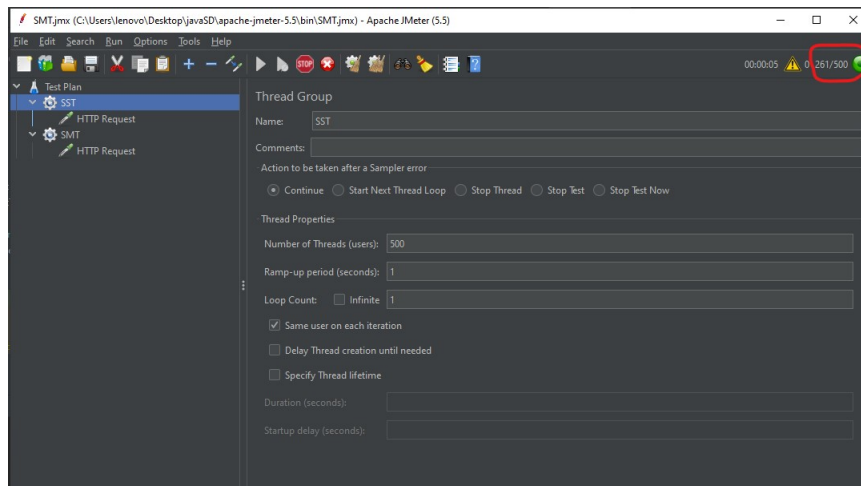 SMT.jmx (C:\Users\lenovo\Desktop\javaSD\apache-jmeter-5.5\bin\SMT.jmx) - Apache JMeter (5.5)
File Edit Search Run Options Tools Help
STOP 00:00:05 0 261/500
Test Plan
SST
HTTP Request
SMT
HTTP Request
Thread Group
Name: SST
Comments:
Action to be taken after a Sampler error
Continue Start Next Thread Loop Stop Thread Stop Test Stop Test Now
Thread Properties
Number of Threads (users): 500
Ramp-up period (seconds): 1
Loop Count: Infinite 1
Same user on each iteration
Delay Thread creation until needed
Specify Thread lifetime
Duration (seconds):
Startup delay (seconds):